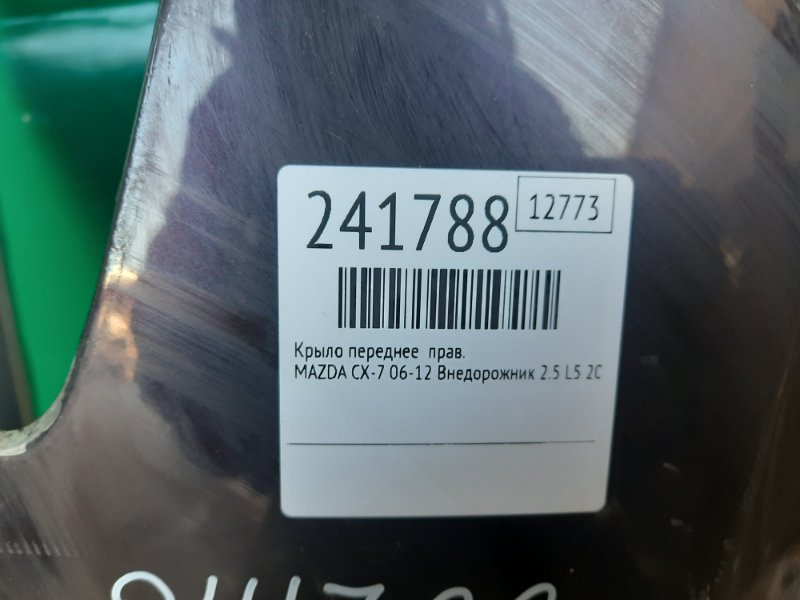 241788
12773
Крыло переднее прав.
MAZDA CX-7 06-12 Внедорожник 2.5 L5 2C